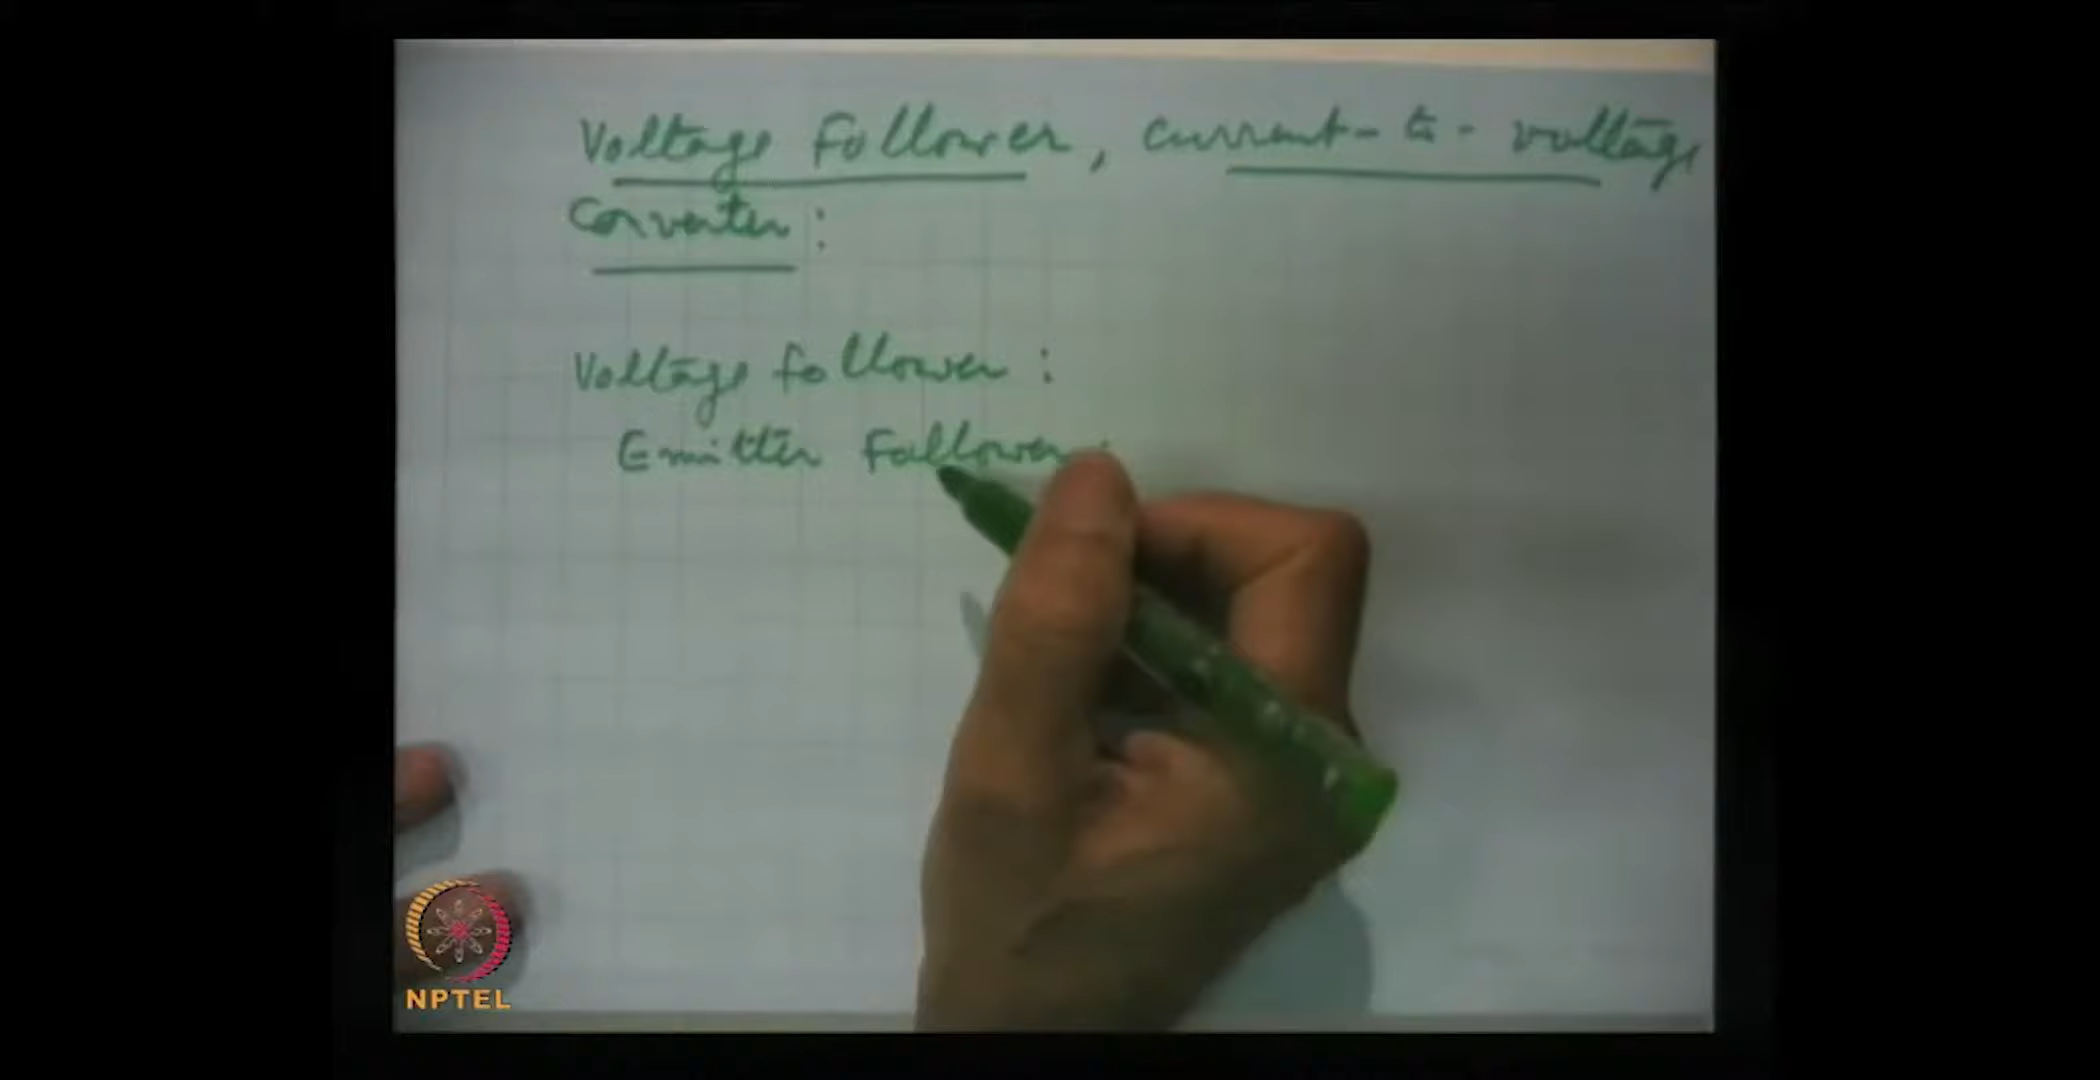 Voltage Follower, current-to-voltage
Converter:
Voltage follower:
Emitter Follower:
NPTEL